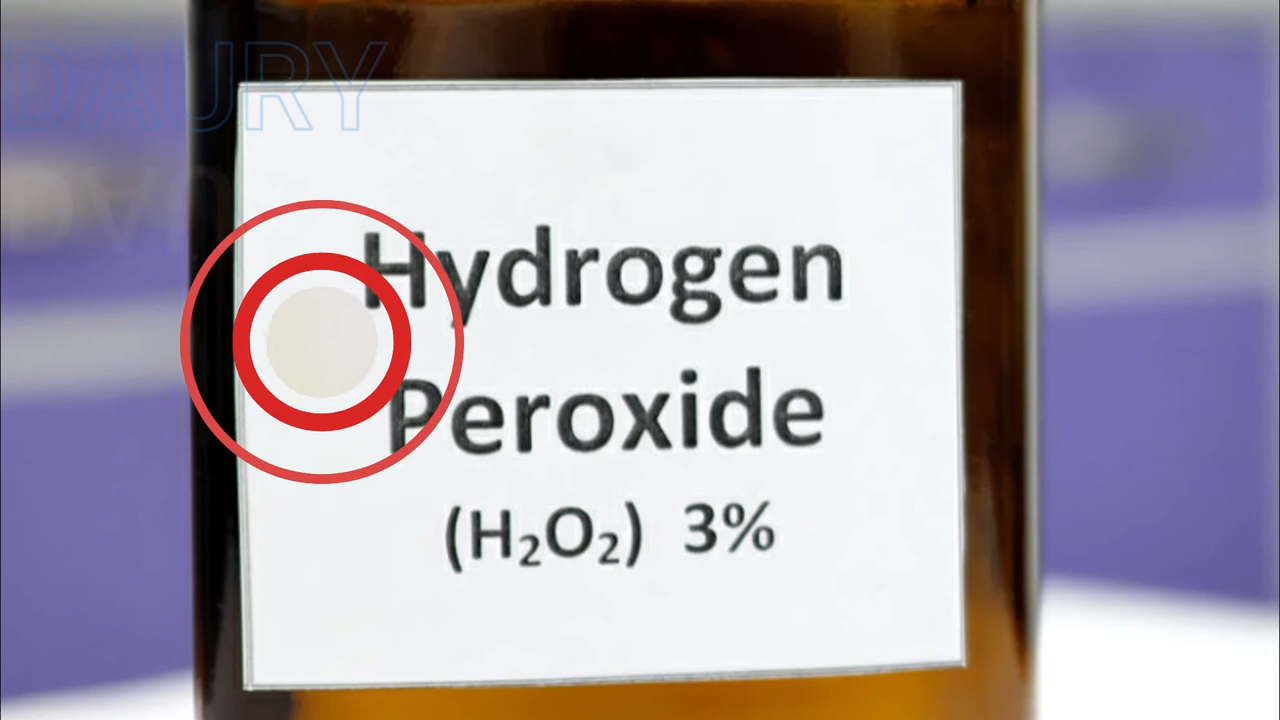 DAURY
Hydrogen
Peroxide
(H₂O₂) 3%